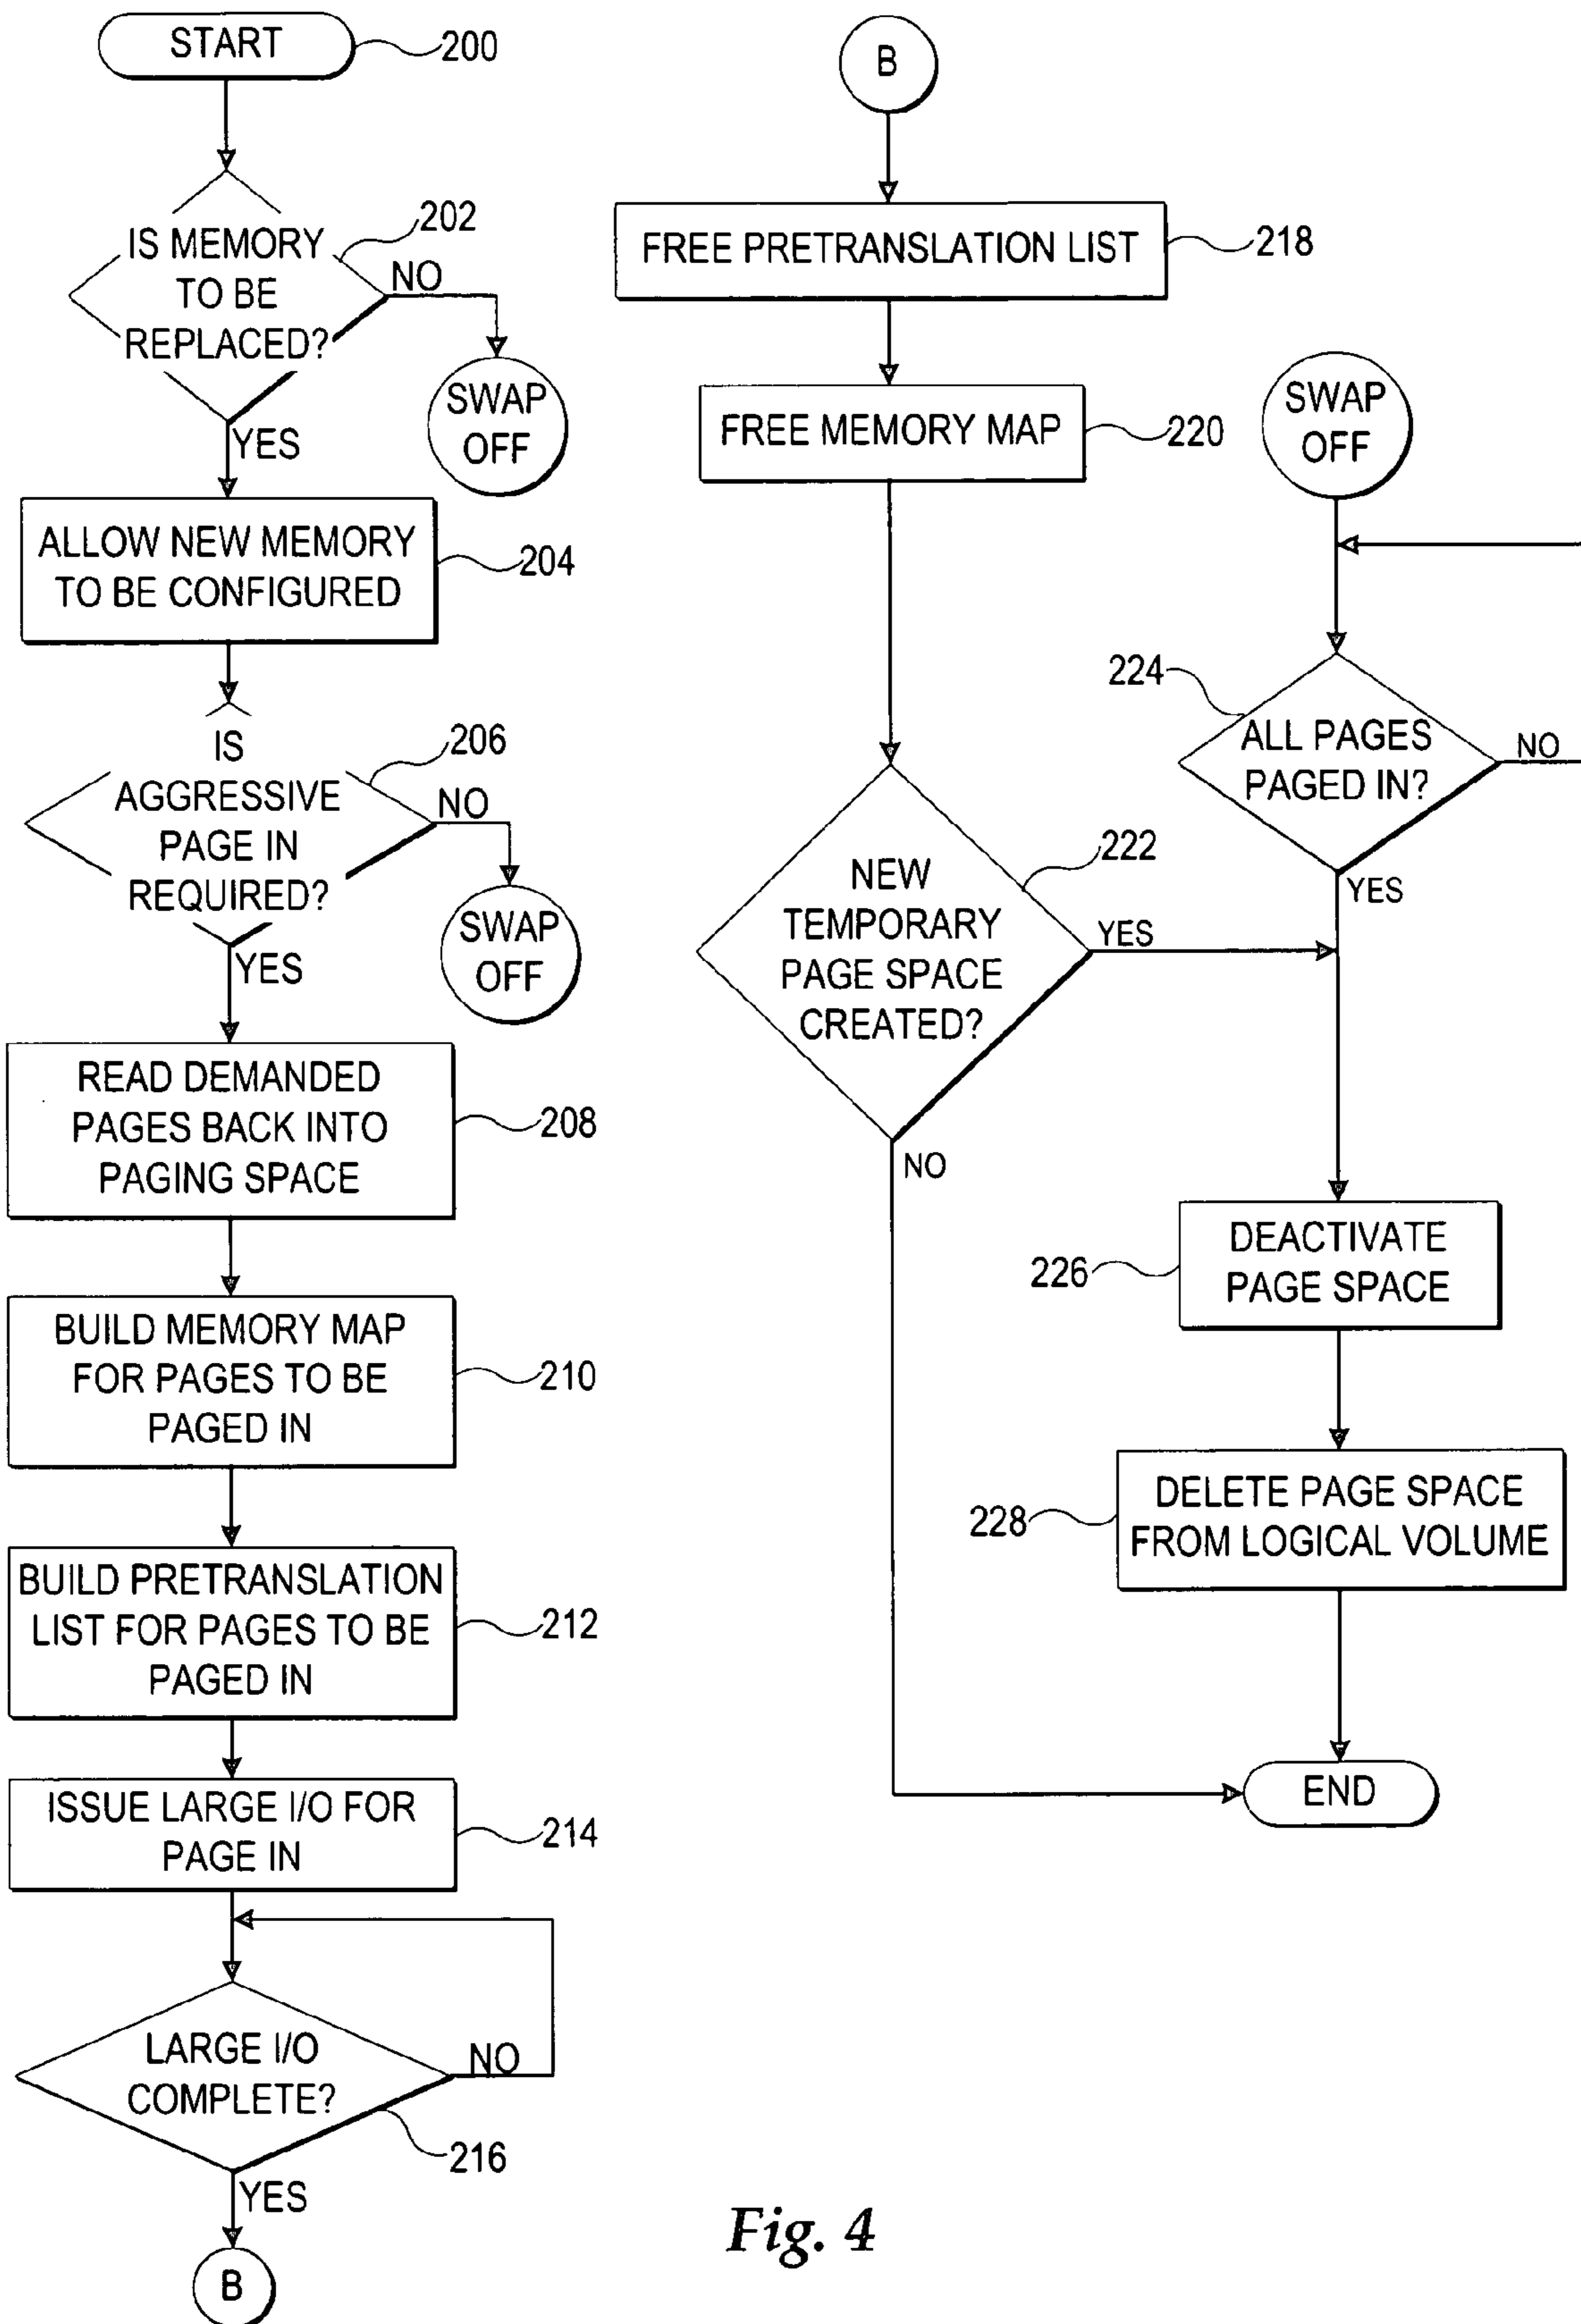 START
200
IS MEMORY
TO BE
REPLACED?
202
NO
SWAP
OFF
YES
ALLOW NEW MEMORY
TO BE CONFIGURED
204
IS
AGGRESSIVE
PAGE IN
REQUIRED?
206
NO
SWAP
OFF
YES
READ DEMANDED
PAGES BACK INTO
PAGING SPACE
208
BUILD MEMORY MAP
FOR PAGES TO BE
PAGED IN
210
BUILD PRETRANSLATION
LIST FOR PAGES TO BE
PAGED IN
212
ISSUE LARGE I/O FOR
PAGE IN
214
LARGE I/O
COMPLETE?
NO
216
YES
B
B
FREE PRETRANSLATION LIST
218
FREE MEMORY MAP
220
NEW
TEMPORARY
PAGE SPACE
CREATED?
222
YES
NO
SWAP
OFF
224
ALL PAGES
PAGED IN?
NO
YES
DEACTIVATE
PAGE SPACE
226
DELETE PAGE SPACE
FROM LOGICAL VOLUME
228
END
Fig. 4